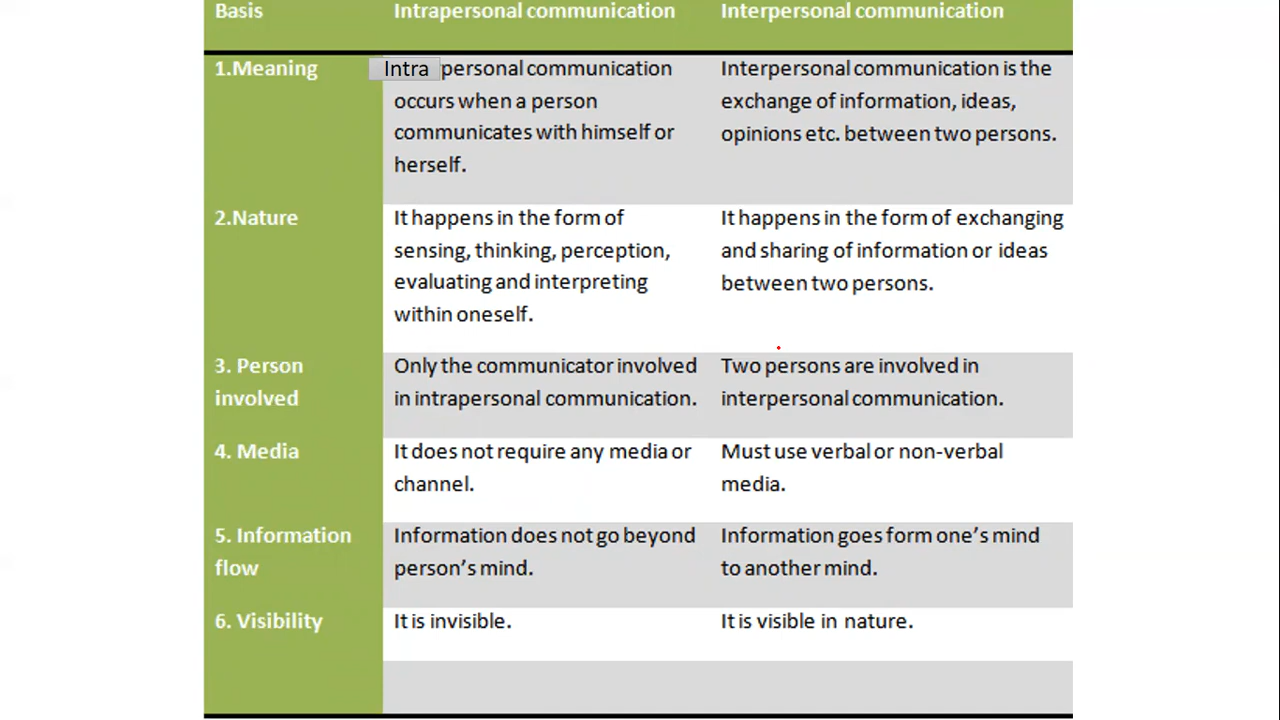 Basis Intrapersonal communication Interpersonal communication
1.Meaning Intra personal communication Interpersonal communication is the
occurs when a person exchange of information, ideas,
communicates with himself or opinions etc. between two persons.
herself.
2.Nature It happens in the form of It happens in the form of exchanging
sensing, thinking, perception, and sharing of information or ideas
evaluating and interpreting between two persons.
within oneself.
3. Person Only the communicator involved Two persons are involved in
involved in intrapersonal communication. interpersonal communication.
4. Media It does not require any media or Must use verbal or non-verbal
channel. media.
5. Information Information does not go beyond Information goes form one's mind
flow person's mind. to another mind.
6. Visibility It is invisible. It is visible in nature.